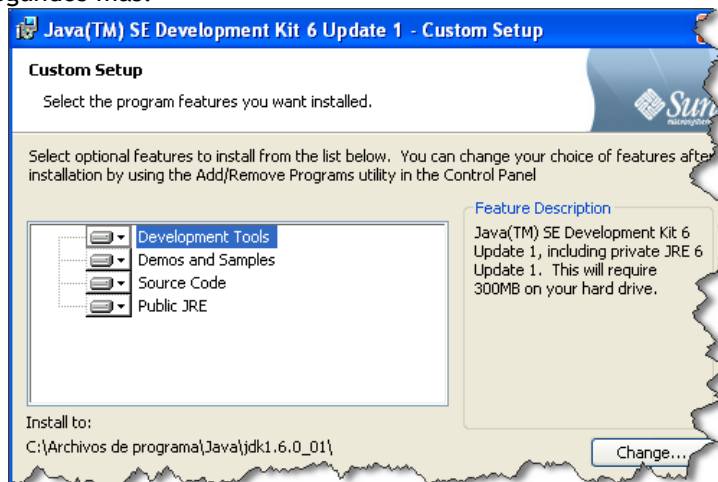 Java(TM) SE Development Kit 6 Update 1 - Custom Setup
Custom Setup
Select the program features you want installed.
Sun
microsystems
Select optional features to install from the list below. You can change your choice of features after
installation by using the Add/Remove Programs utility in the Control Panel
Feature Description
Development Tools
Demos and Samples
Source Code
Public JRE
Java(TM) SE Development Kit 6
Update 1, including private JRE 6
Update 1. This will require
300MB on your hard drive.
Install to:
C:\Archivos de programa\Java\jdk1.6.0_01\
Change...